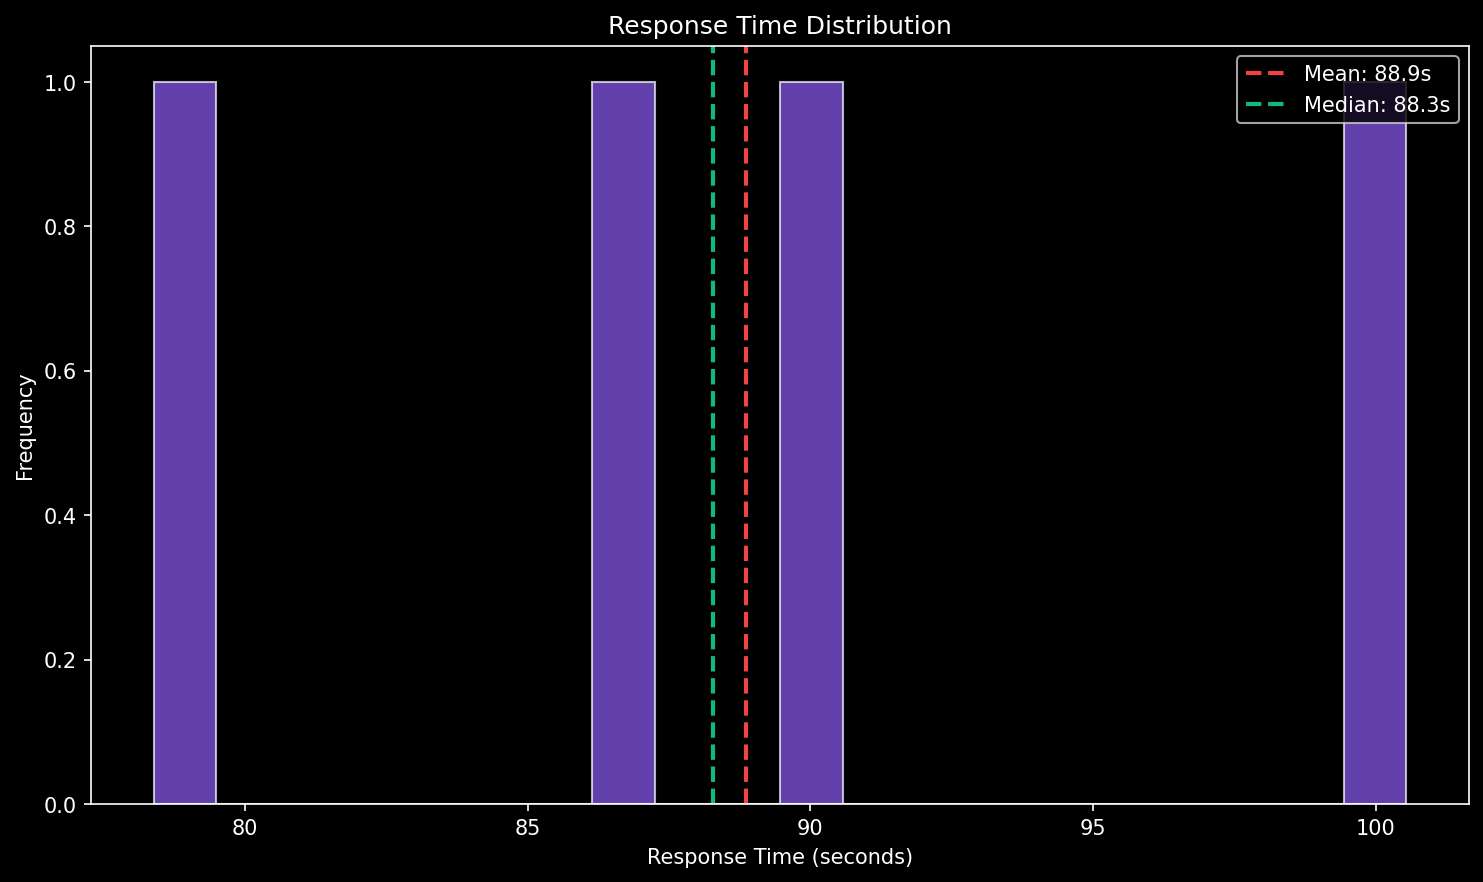 Response Time Distribution
Mean: 88.9s
Median: 88.3s
1.0
0.8
0.6
0.4
0.2
0.0
Frequency
80 85 90 95 100
Response Time (seconds)